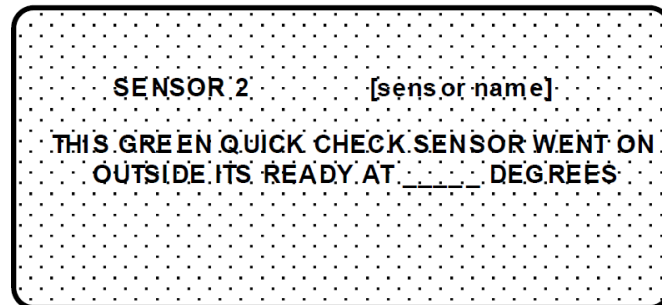 SENSOR 2 [sensor name]
THIS GREEN QUICK CHECK SENSOR WENT ON
OUTSIDE ITS READY AT _____ DEGREES